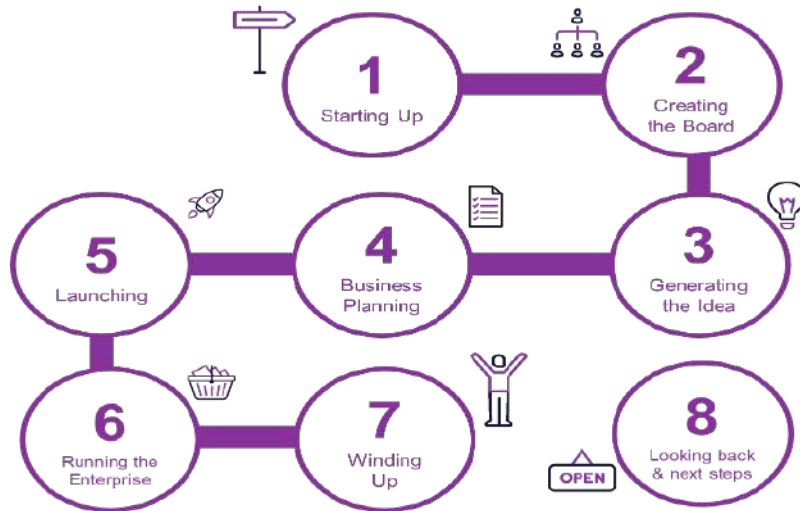 1
Starting Up
2
Creating
the Board
3
Generating
the Idea
4
Business
Planning
5
Launching
6
Running the
Enterprise
7
Winding
Up
8
Looking back
& next steps
OPEN